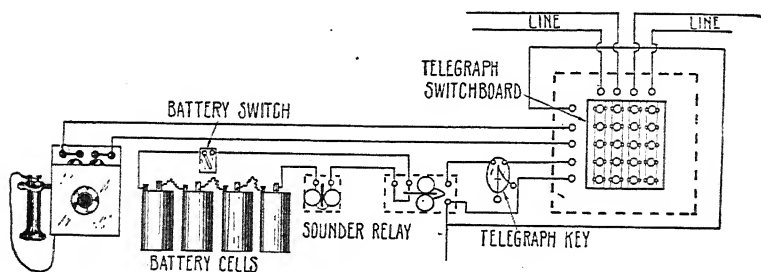 LINE
LINE
TELEGRAPH
SWITCHBOARD
BATTERY SWITCH
SOUNDER RELAY
TELEGRAPH KEY
BATTERY CELLS